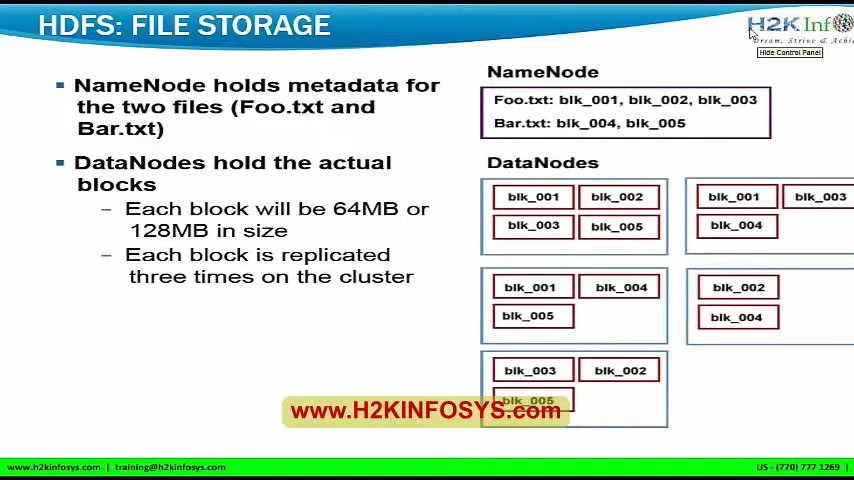 HDFS: FILE STORAGE
H2K Inf
Dream, Strive & Achi
Hide Control Panel
NameNode holds metadata for
the two files (Foo.txt and
Bar.txt)
DataNodes hold the actual
blocks
– Each block will be 64MB or
128MB in size
– Each block is replicated
three times on the cluster
NameNode
Foo.txt: blk_001, blk_002, blk_003
Bar.txt: blk_004, blk_005
DataNodes
blk_001 blk_002
blk_003 blk_005
blk_001 blk_003
blk_004
blk_001 blk_004
blk_005
blk_002
blk_004
blk_003 blk_002
blk_005
www.H2KINFOSYS.com
www.h2kinfosys.com | training@h2kinfosys.com
US - (770) 777 1269 |